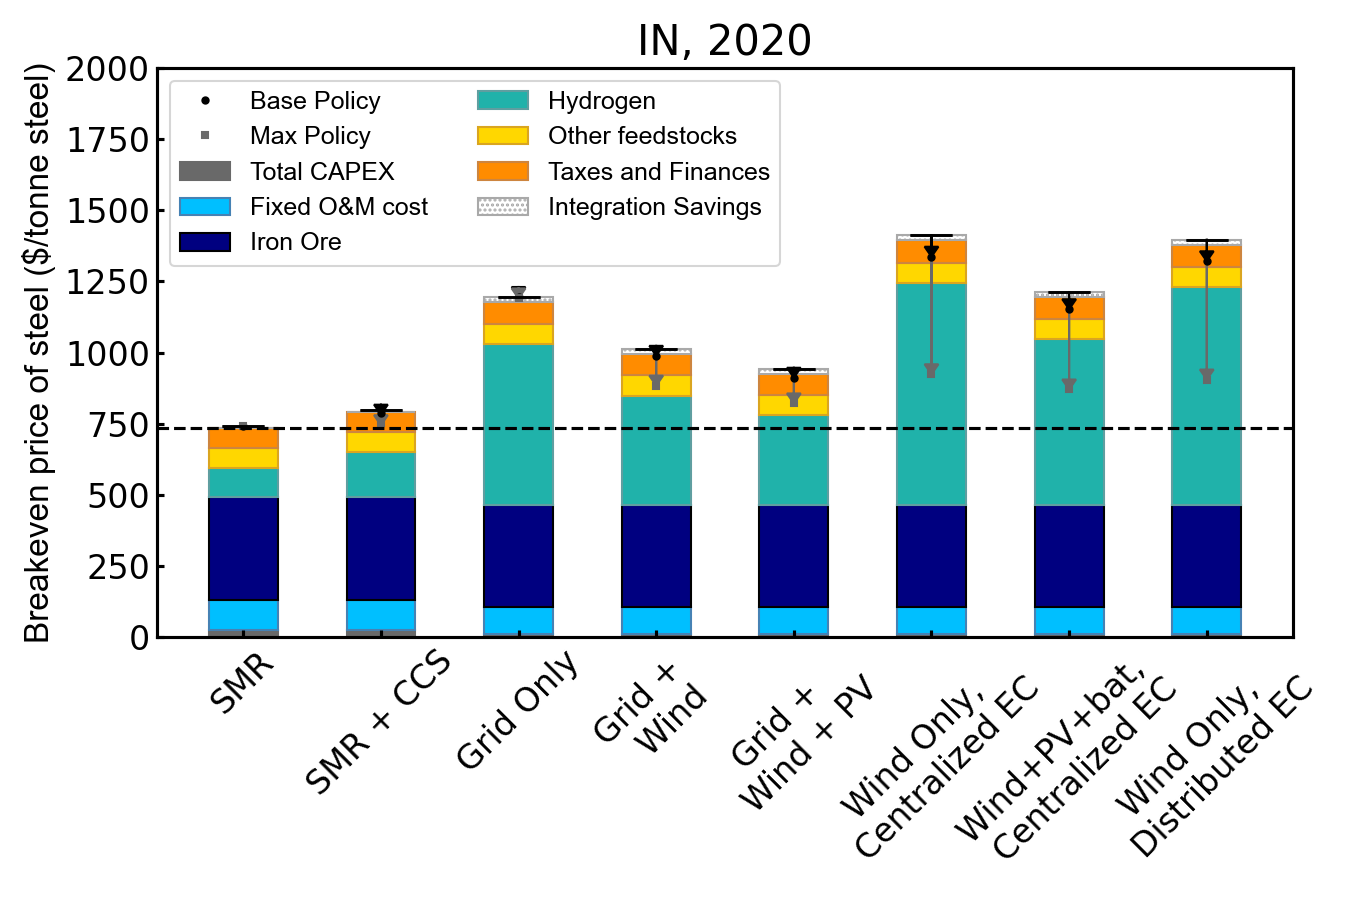 IN, 2020
Breakeven price of steel ($/tonne steel)
2000
1750
1500
1250
1000
750
500
250
0
Base Policy
Max Policy
Total CAPEX
Fixed O&M cost
Iron Ore
Hydrogen
Other feedstocks
Taxes and Finances
Integration Savings
SMR
SMR + CCS
Grid Only
Grid +
Wind
Grid +
Wind + PV
Wind Only,
Centralized EC
Wind+PV+bat,
Centralized EC
Wind Only,
Distributed EC